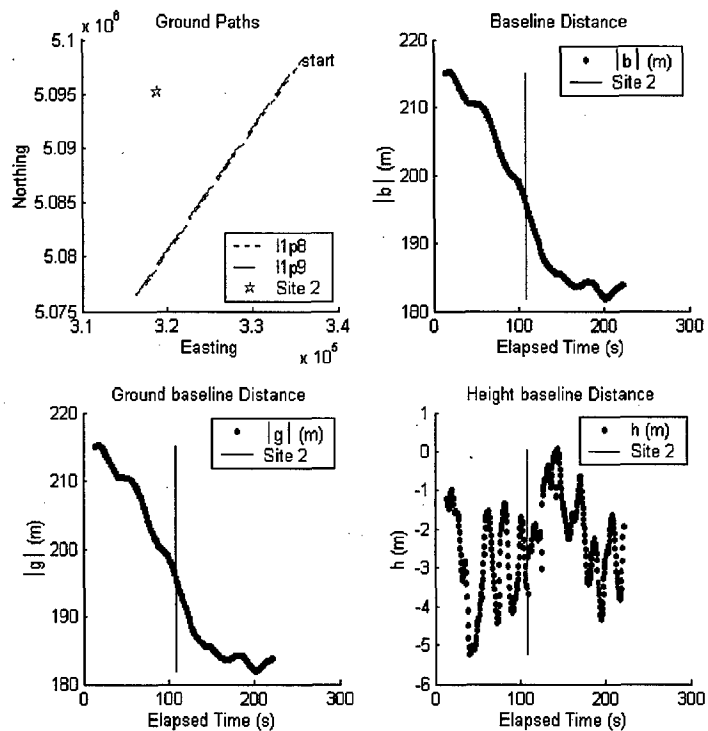 x 10⁶
Ground Paths
5.1
5.095
5.09
5.085
5.08
5.075
Northing
start
l1p8
l1p9
Site 2
3.1
3.2
3.3
3.4
Easting
x 10⁵
Baseline Distance
220
210
200
190
180
|b| (m)
|b| (m)
Site 2
0
100
200
300
Elapsed Time (s)
Ground baseline Distance
220
210
200
190
180
|g| (m)
|g| (m)
Site 2
0
100
200
300
Elapsed Time (s)
Height baseline Distance
1
0
-1
-2
-3
-4
-5
-6
h (m)
h (m)
Site 2
0
100
200
300
Elapsed Time (s)